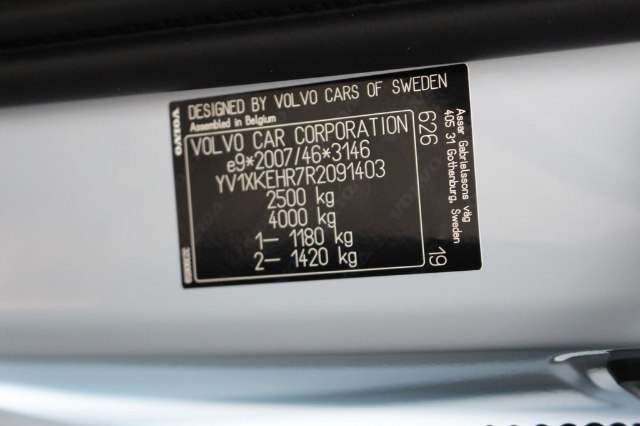 DESIGNED BY VOLVO CARS OF SWEDEN
Assembled in Belgium
VOLVO
VOLVO CAR CORPORATION
e9*2007/46*3146
YV1XKEHR7R2091403
2500 kg
4000 kg
1– 1180 kg
2– 1420 kg
626
19
Assar Gabrielssons väg
405 31 Gothenburg, Sweden